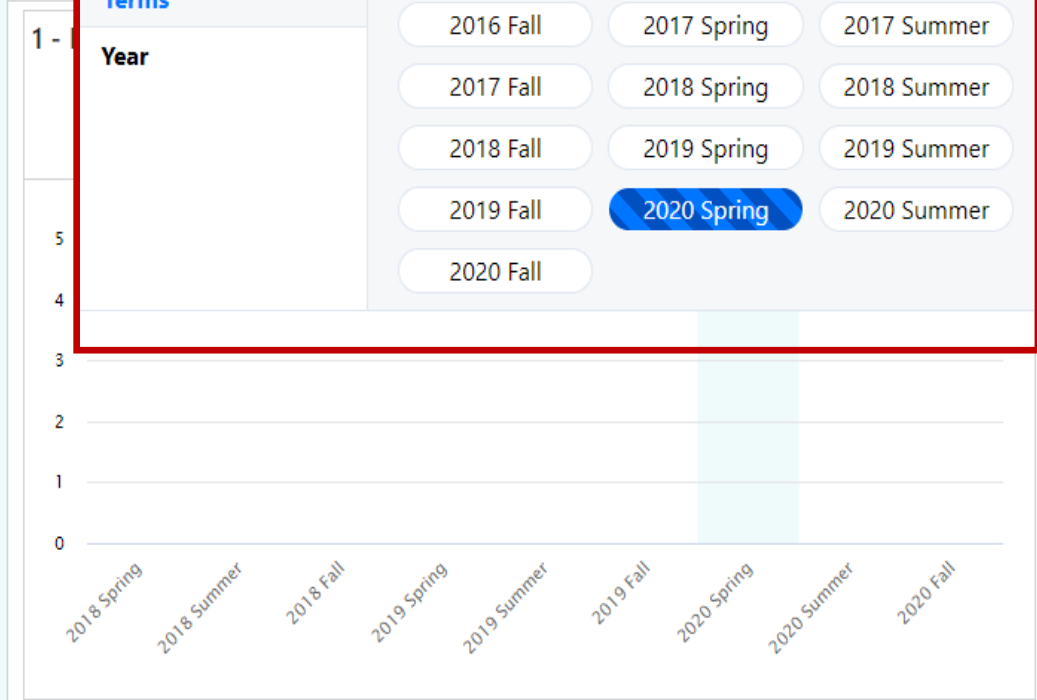 Terms
2016 Fall 2017 Spring 2017 Summer
1 -
Year
2017 Fall 2018 Spring 2018 Summer
2018 Fall 2019 Spring 2019 Summer
2019 Fall 2020 Spring 2020 Summer
2020 Fall
5
4
3
2
1
0
2018 Spring 2018 Summer 2018 Fall 2019 Spring 2019 Summer 2019 Fall 2020 Spring 2020 Summer 2020 Fall